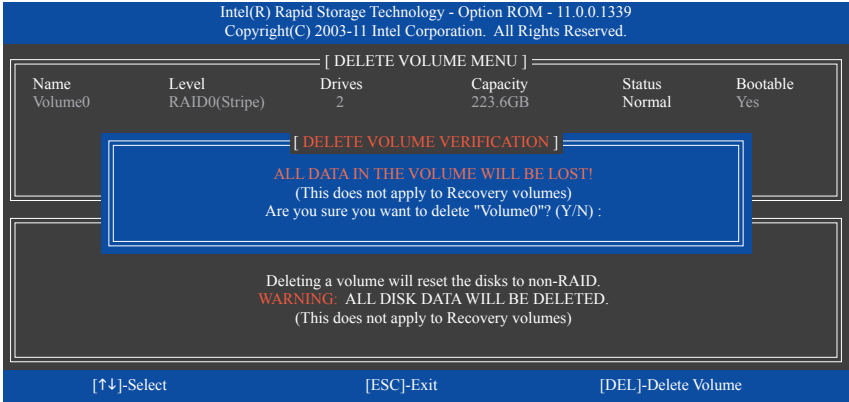 Intel(R) Rapid Storage Technology - Option ROM - 11.0.0.1339
Copyright(C) 2003-11 Intel Corporation. All Rights Reserved.
[ DELETE VOLUME MENU ]
Name Level Drives Capacity Status Bootable
Volume0 RAID0(Stripe) 2 223.6GB Normal Yes
[ DELETE VOLUME VERIFICATION ]
ALL DATA IN THE VOLUME WILL BE LOST!
(This does not apply to Recovery volumes)
Are you sure you want to delete "Volume0"? (Y/N) :
Deleting a volume will reset the disks to non-RAID.
WARNING: ALL DISK DATA WILL BE DELETED.
(This does not apply to Recovery volumes)
[↑↓]-Select [ESC]-Exit [DEL]-Delete Volume